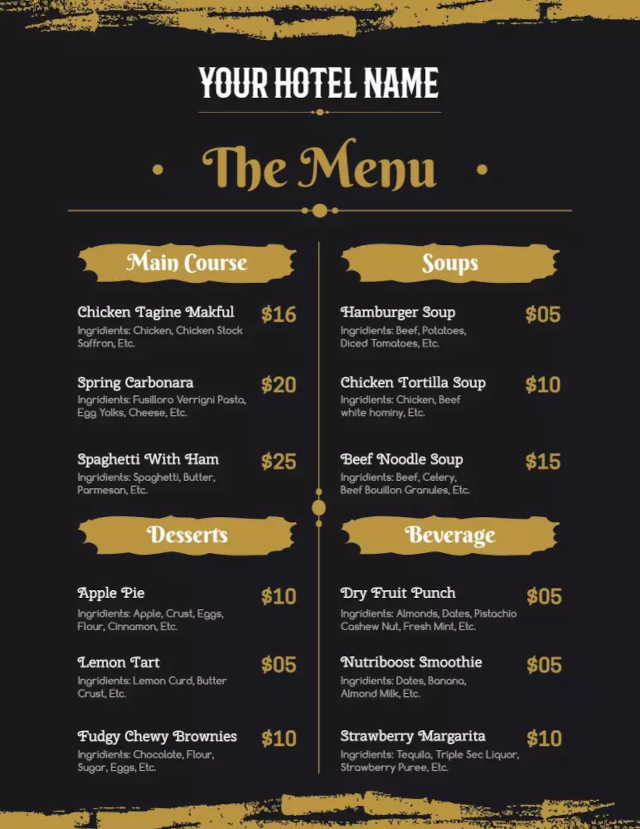 YOUR HOTEL NAME
The Menu
Main Course
Chicken Tagine Makful $16
Ingridients: Chicken, Chicken Stock
Saffron, Etc.
Spring Carbonara $20
Ingridients: Fusilloro Verrigni Pasta,
Egg Yolks, Cheese, Etc.
Spaghetti With Ham $25
Ingridients: Spaghetti, Butter,
Parmesan, Etc.
Soups
Hamburger Soup $05
Ingridients: Beef, Potatoes,
Diced Tomatoes, Etc.
Chicken Tortilla Soup $10
Ingridients: Chicken, Beef
white hominy, Etc.
Beef Noodle Soup $15
Ingridients: Beef, Celery,
Beef Bouillon Granules, Etc.
Desserts
Apple Pie $10
Ingridients: Apple, Crust, Eggs,
Flour, Cinnamon, Etc.
Lemon Tart $05
Ingridients: Lemon Curd, Butter
Crust, Etc.
Fudgy Chewy Brownies $10
Ingridients: Chocolate, Flour,
Sugar, Eggs, Etc.
Beverage
Dry Fruit Punch $05
Ingridients: Almonds, Dates, Pistachio
Cashew Nut, Fresh Mint, Etc.
Nutriboost Smoothie $05
Ingridients: Dates, Banana,
Almond Milk, Etc.
Strawberry Margarita $10
Ingridients: Tequila, Triple Sec Liquor,
Strawberry Puree, Etc.